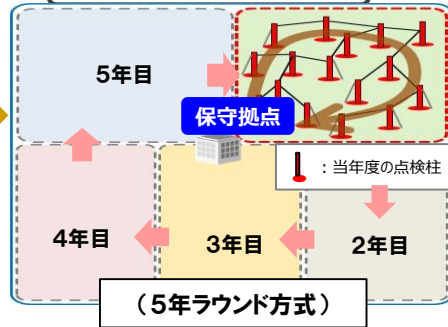 5年目
保守拠点
：当年度の点検柱
4年目
3年目
2年目
（5年ラウンド方式）